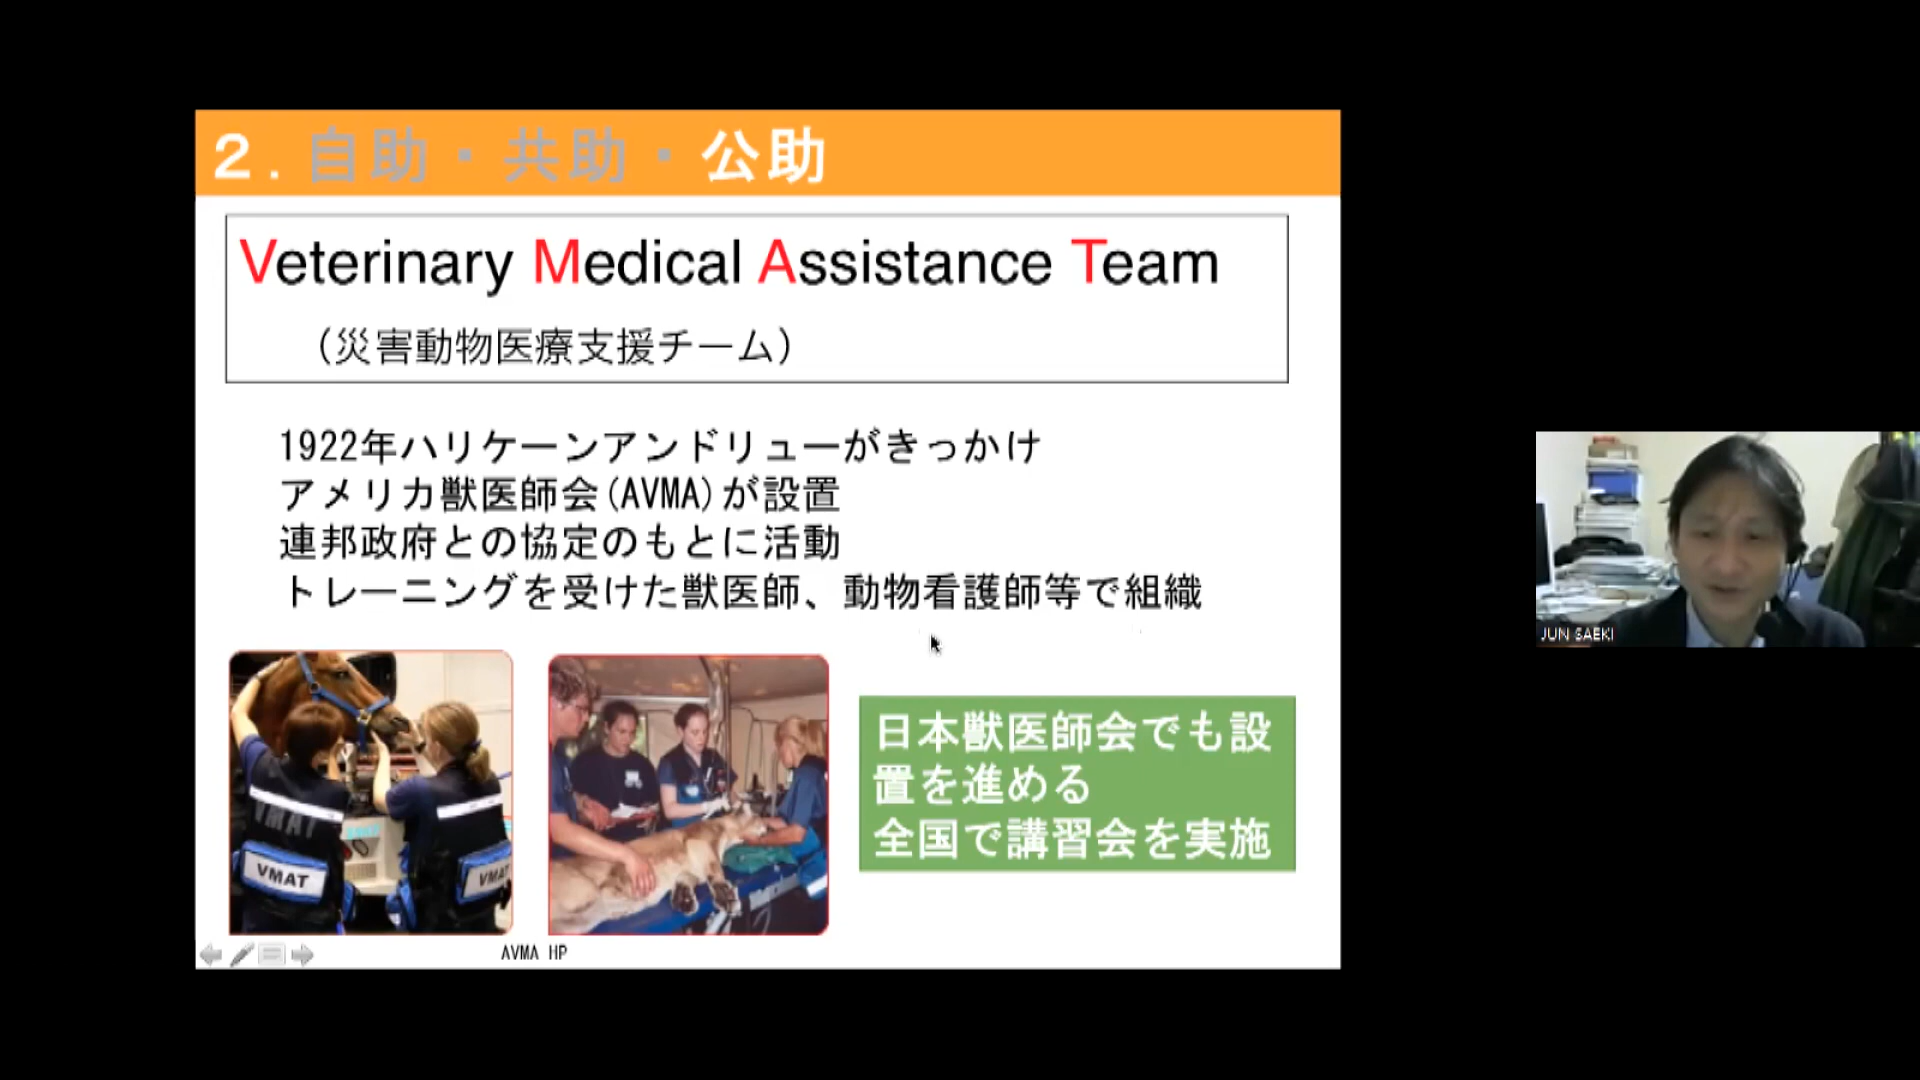 ２．自助・共助・公助
Veterinary Medical Assistance Team
（災害動物医療支援チーム）
1922年ハリケーンアンドリューがきっかけ
アメリカ獣医師会(AVMA)が設置
連邦政府との協定のもとに活動
トレーニングを受けた獣医師、動物看護師等で組織
VMAT
VMAT
VMAT
日本獣医師会でも設
置を進める
全国で講習会を実施
AVMA HP
JUN SAEKI